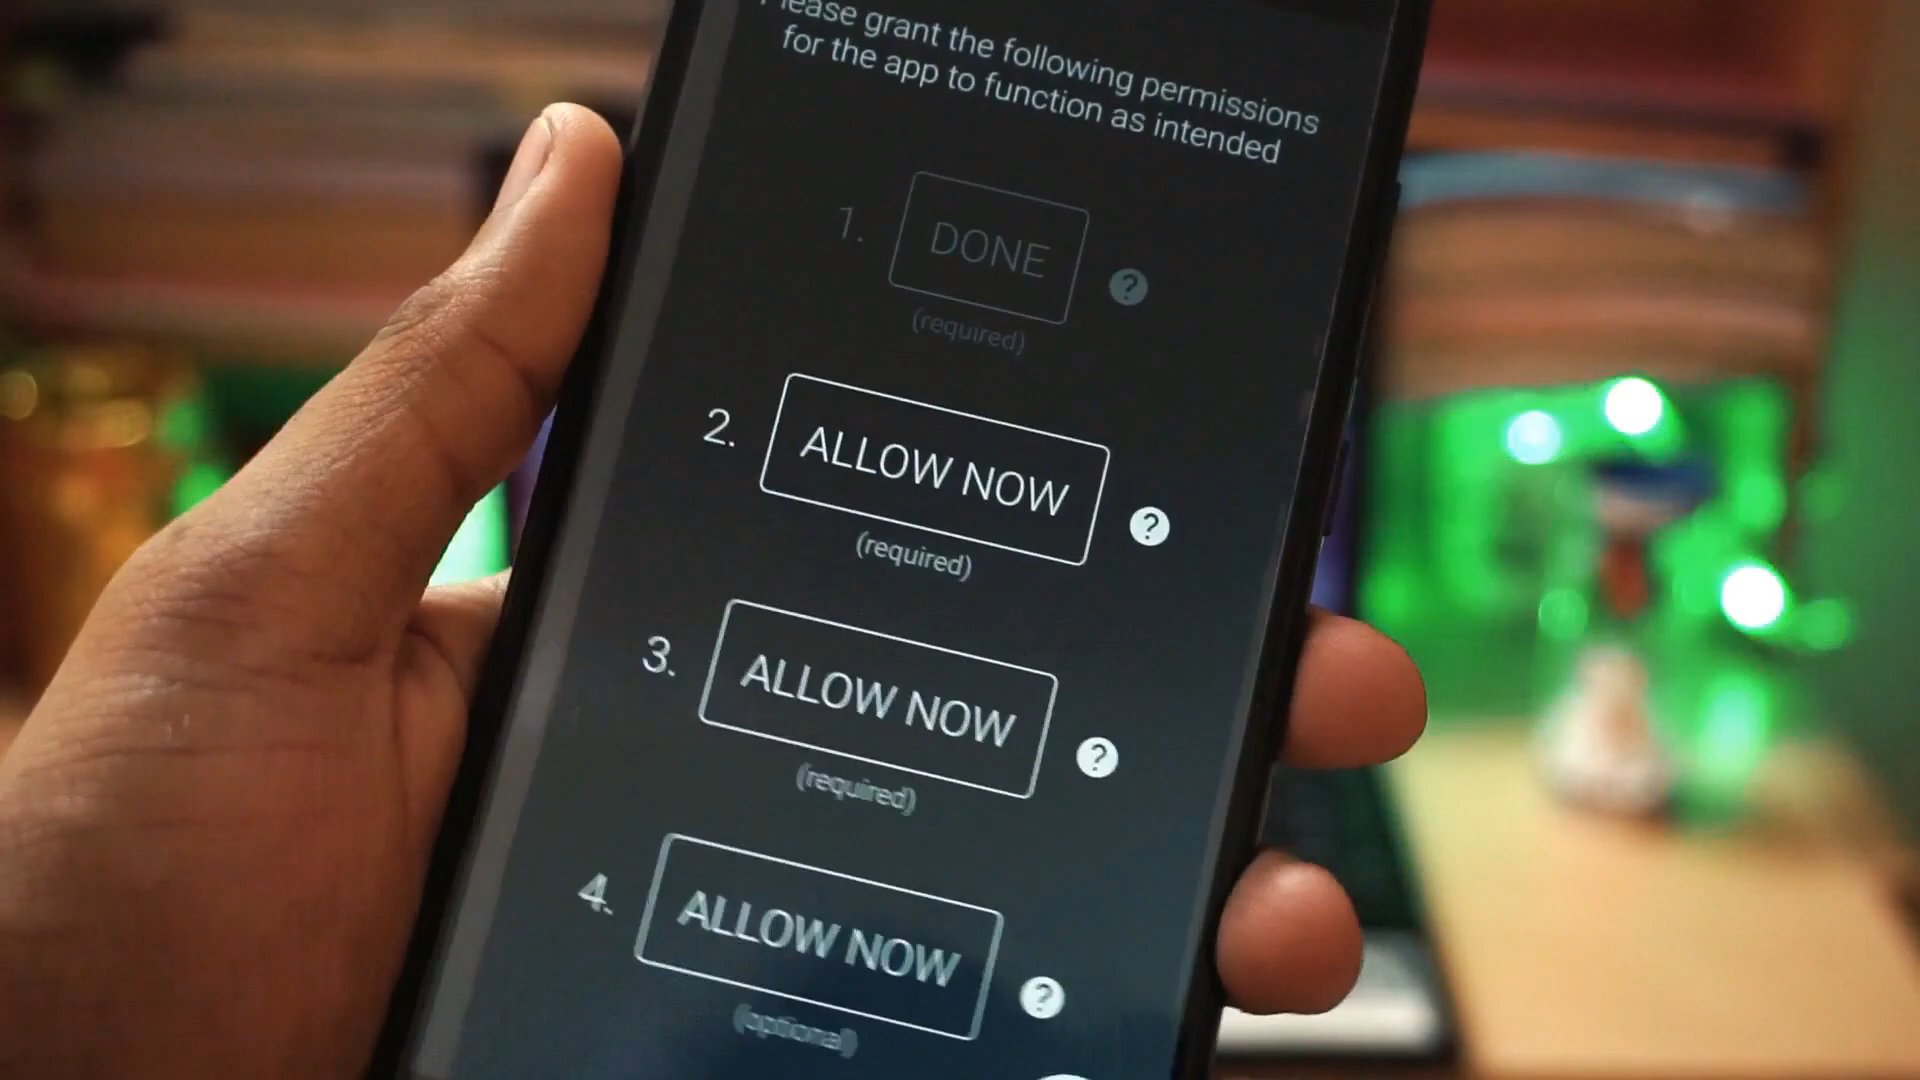 Please grant the following permissions
for the app to function as intended
1. DONE ?
(required)
2. ALLOW NOW ?
(required)
3. ALLOW NOW ?
(required)
4. ALLOW NOW ?
(optional)